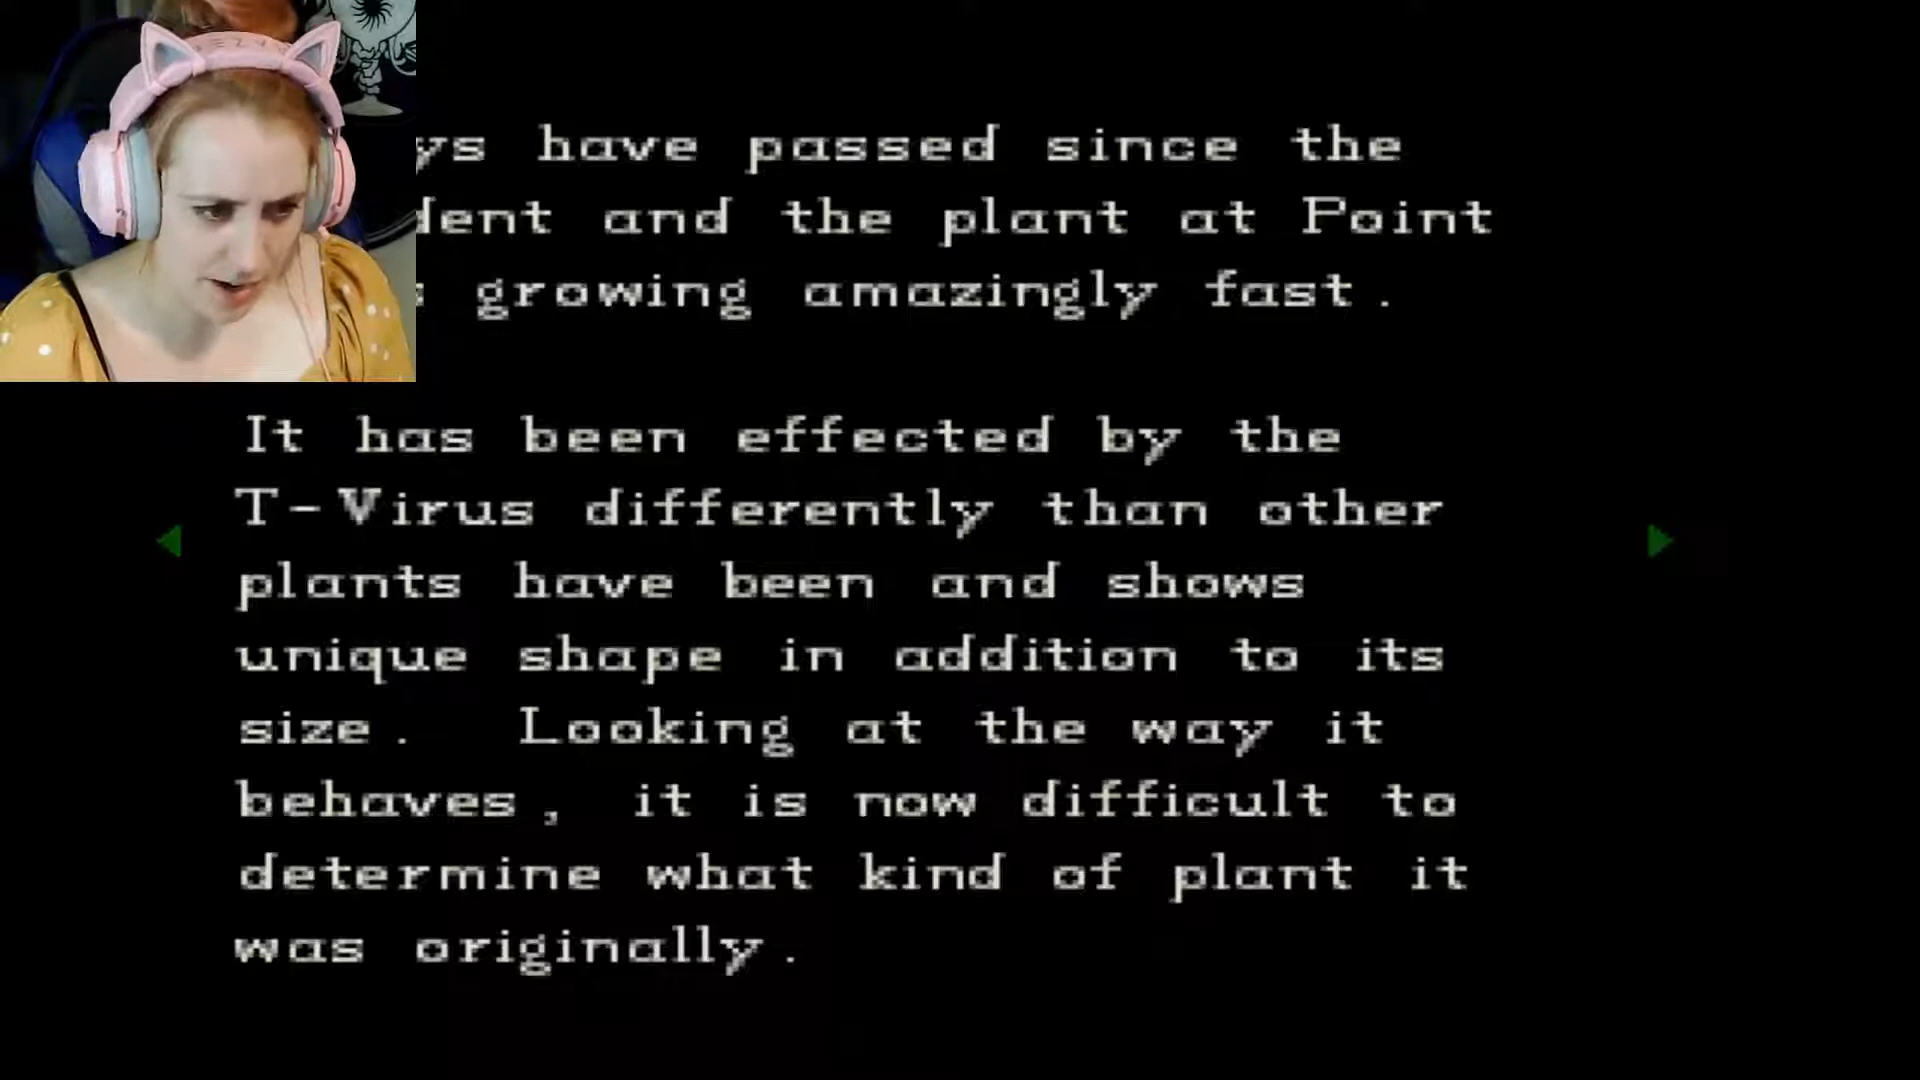 have passed since the
and the plant at Point
growing amazingly fast.
It has been effected by the
T-Virus differently than other
plants have been and shows
unique shape in addition to its
size. Looking at the way it
behaves, it is now difficult to
determine what kind of plant it
was originally.